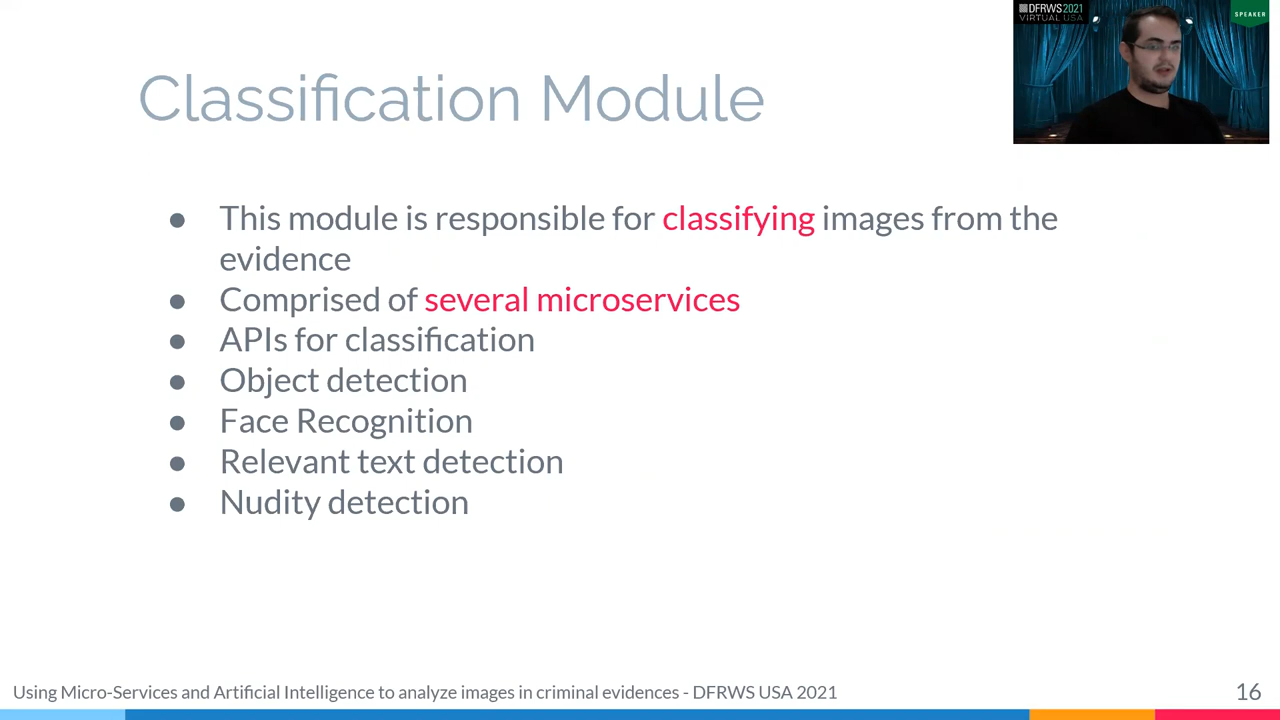 DFRWS2021
VIRTUAL USA
SPEAKER
Classification Module
● This module is responsible for classifying images from the
evidence
● Comprised of several microservices
● APIs for classification
● Object detection
● Face Recognition
● Relevant text detection
● Nudity detection
Using Micro-Services and Artificial Intelligence to analyze images in criminal evidences - DFRWS USA 2021
16